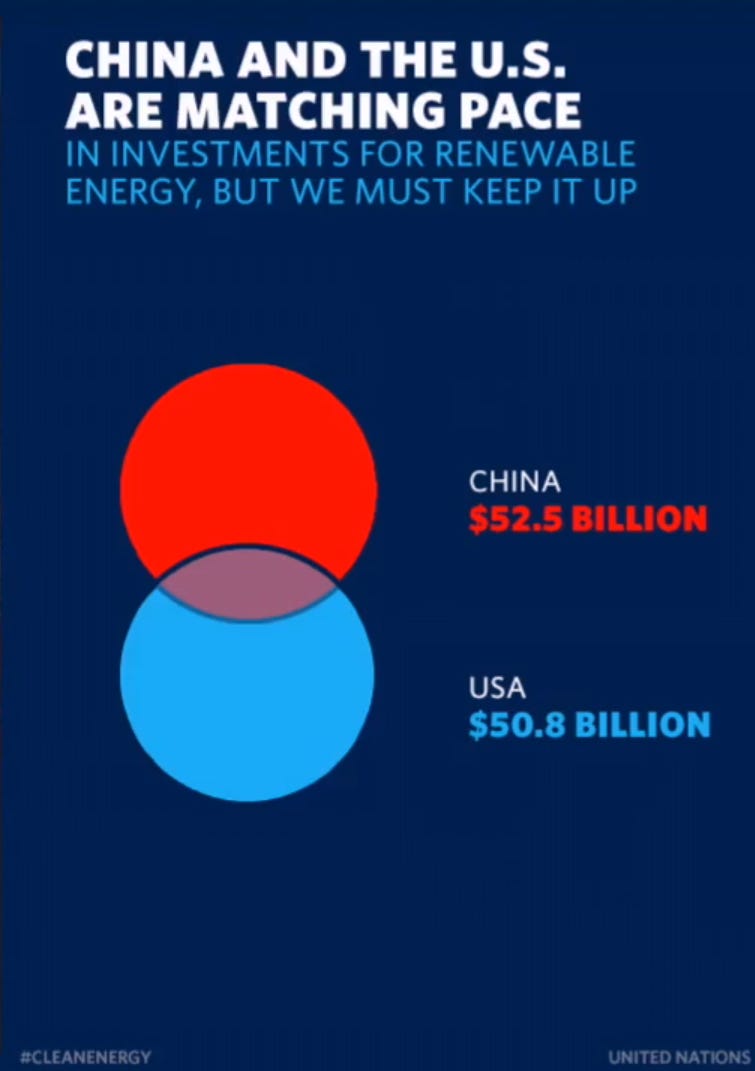 CHINA AND THE U.S.
ARE MATCHING PACE
IN INVESTMENTS FOR RENEWABLE
ENERGY, BUT WE MUST KEEP IT UP
CHINA
$52.5 BILLION
USA
$50.8 BILLION
#CLEANENERGY
UNITED NATIONS